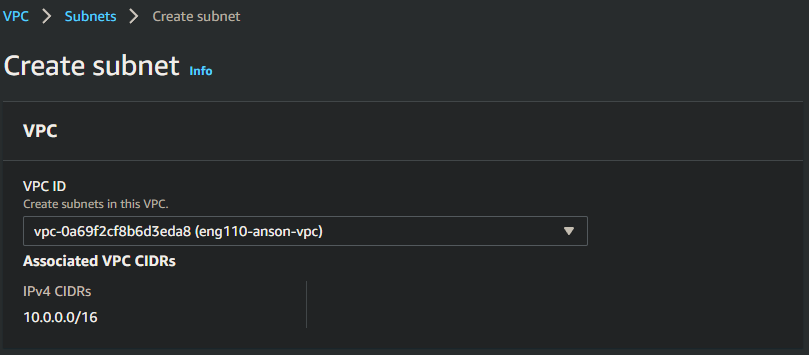 VPC > Subnets > Create subnet
Create subnet Info
VPC
VPC ID
Create subnets in this VPC.
vpc-0a69f2cf8b6d3eda8 (eng110-anson-vpc)
Associated VPC CIDRs
IPv4 CIDRs
10.0.0.0/16